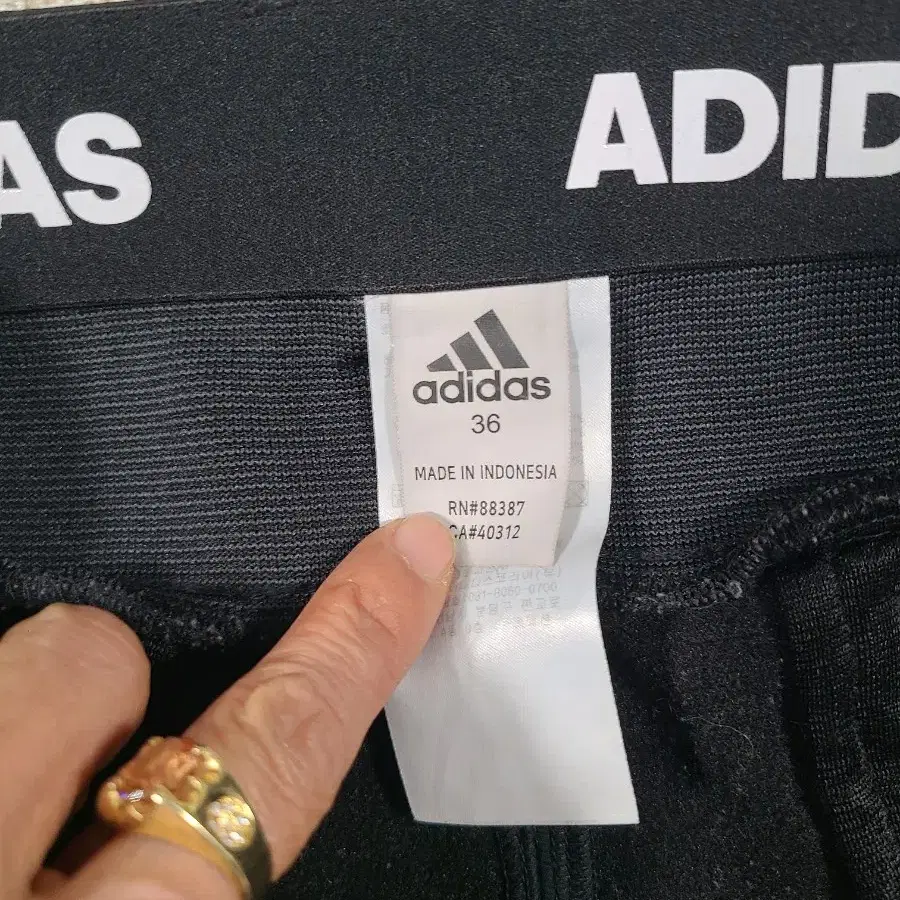 AS
ADID
adidas
36
MADE IN INDONESIA
RN#88387
CA#40312